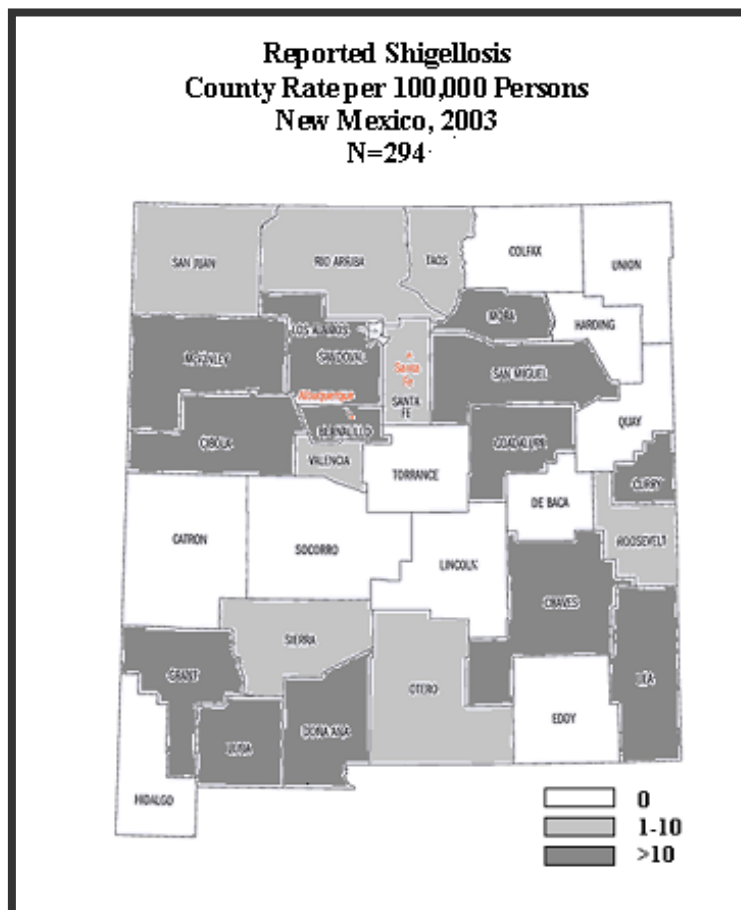 Reported Shigellosis
County Rate per 100,000 Persons
New Mexico, 2003
N=294
SAN JUAN
RIO ARRIBA
TAOS
COLFAX
UNION
LOS ALAMOS
MORA
HARDING
MCKINLEY
SANDOVAL
Santa
Fe
SAN MIGUEL
Albuquerque
SANTA
FE
CIBOLA
BERNALILLO
GUADALUPE
QUAY
VALENCIA
TORRANCE
CURRY
DE BACA
CATRON
SOCORRO
LINCOLN
ROOSEVELT
CHAVES
SIERRA
GRANT
OTERO
LEA
LUNA
DONA ANA
EDDY
HIDALGO
0
1-10
>10